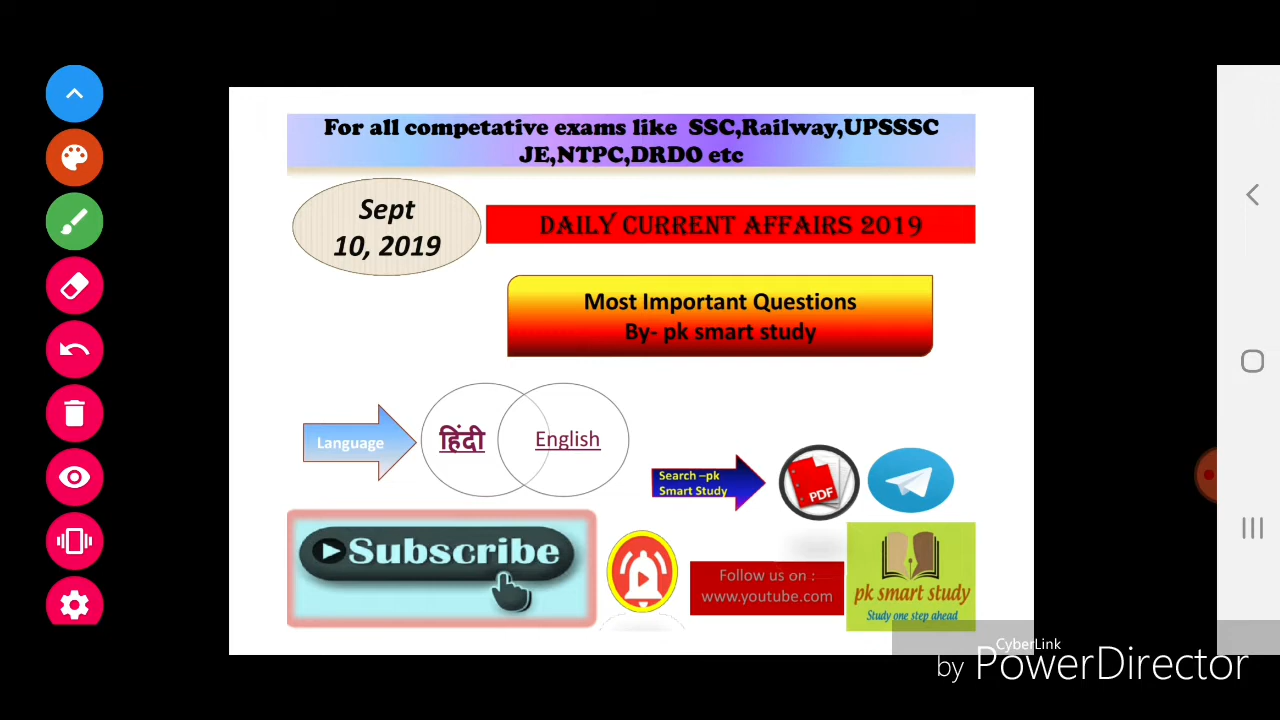 For all competative exams like SSC,Railway,UPSSSC
JE,NTPC,DRDO etc
Sept
10, 2019
DAILY CURRENT AFFAIRS 2019
Most Important Questions
By- pk smart study
Language
हिंदी
English
Search –pk
Smart Study
PDF
Subscribe
Follow us on :
www.youtube.com
pk smart study
Study one step ahead
CyberLink
by PowerDirector